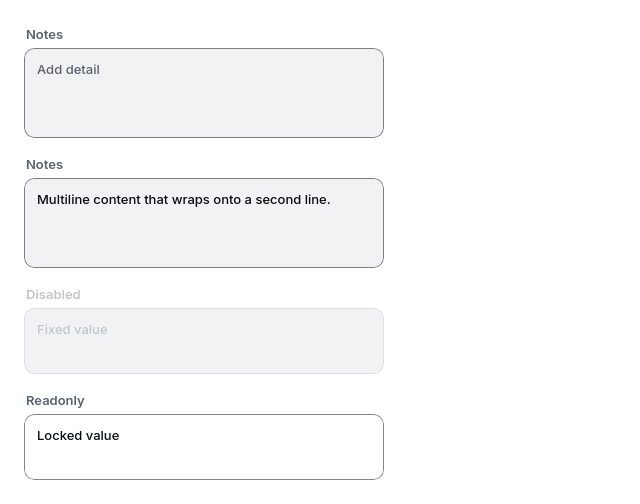 Notes
Add detail
Notes
Multiline content that wraps onto a second line.
Disabled
Fixed value
Readonly
Locked value